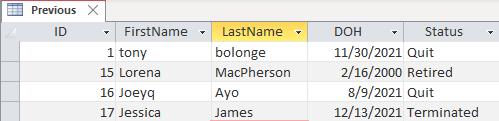 Previous
ID FirstName LastName DOH Status
1 tony bolonge 11/30/2021 Quit
15 Lorena MacPherson 2/16/2000 Retired
16 Joeyq Ayo 8/9/2021 Quit
17 Jessica James 12/13/2021 Terminated